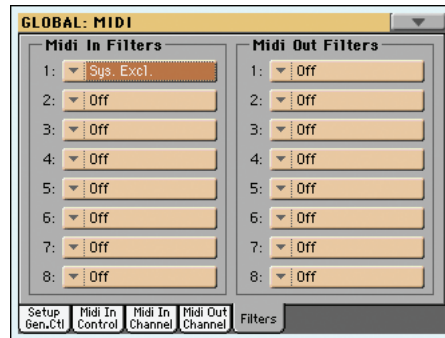 GLOBAL: MIDI
Midi In Filters
1: Sys. Excl.
2: Off
3: Off
4: Off
5: Off
6: Off
7: Off
8: Off
Midi Out Filters
1: Off
2: Off
3: Off
4: Off
5: Off
6: Off
7: Off
8: Off
Setup Gen.Ctl
Midi In Control
Midi In Channel
Midi Out Channel
Filters